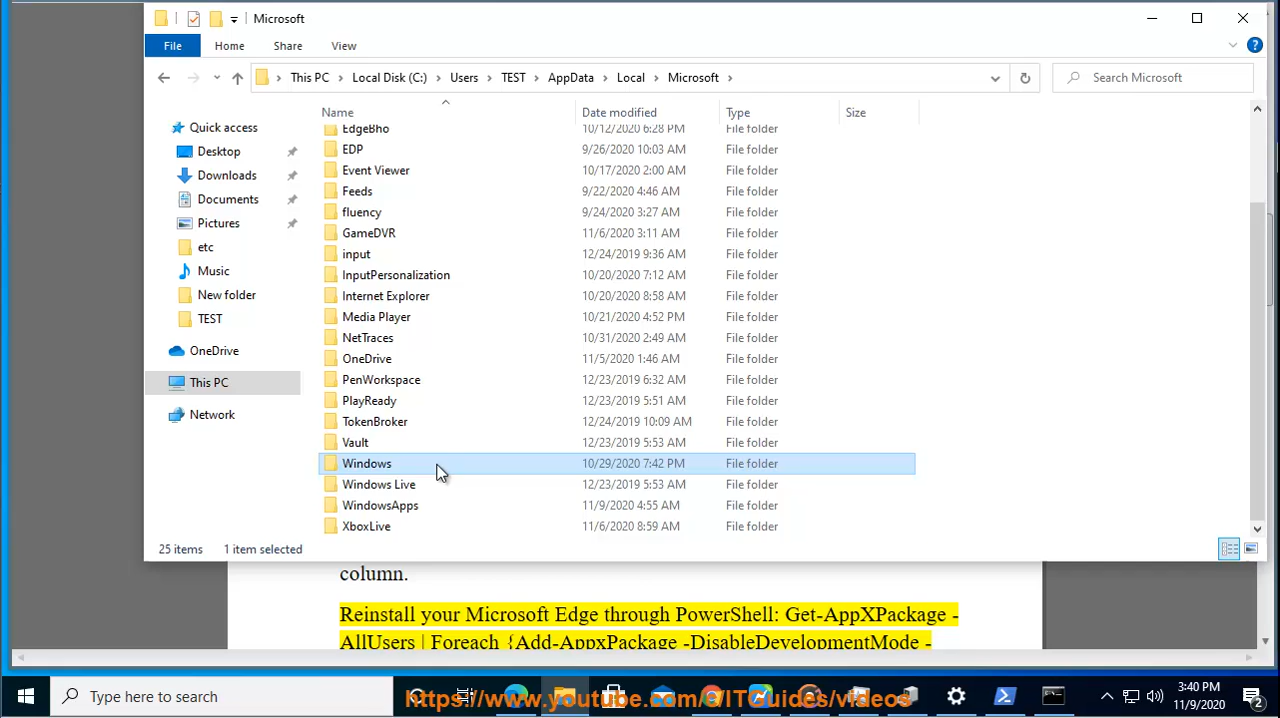 Microsoft
File Home Share View
This PC Local Disk (C:) Users TEST AppData Local Microsoft
Search Microsoft
Name Date modified Type Size
Quick access
Desktop
Downloads
Documents
Pictures
etc
Music
New folder
TEST
OneDrive
This PC
Network
EdgeBho 10/12/2020 6:28 PM File folder
EDP 9/26/2020 10:03 AM File folder
Event Viewer 10/17/2020 2:00 AM File folder
Feeds 9/22/2020 4:46 AM File folder
fluency 9/24/2020 3:27 AM File folder
GameDVR 11/6/2020 3:11 AM File folder
input 12/24/2019 9:36 AM File folder
InputPersonalization 10/20/2020 7:12 AM File folder
Internet Explorer 10/20/2020 8:58 AM File folder
Media Player 10/21/2020 4:52 PM File folder
NetTraces 10/31/2020 2:49 AM File folder
OneDrive 11/5/2020 1:46 AM File folder
PenWorkspace 12/23/2019 6:32 AM File folder
PlayReady 12/23/2019 5:51 AM File folder
TokenBroker 12/24/2019 10:09 AM File folder
Vault 12/23/2019 5:53 AM File folder
Windows 10/29/2020 7:42 PM File folder
Windows Live 12/23/2019 5:53 AM File folder
WindowsApps 11/9/2020 4:55 AM File folder
XboxLive 11/6/2020 8:59 AM File folder
25 items 1 item selected
column.
Reinstall your Microsoft Edge through PowerShell: Get-AppXPackage -
AllUsers | Foreach {Add-AppxPackage -DisableDevelopmentMode -
Type here to search
https://www.youtube.com/@ITGuides/videos
3:40 PM
11/9/2020
2